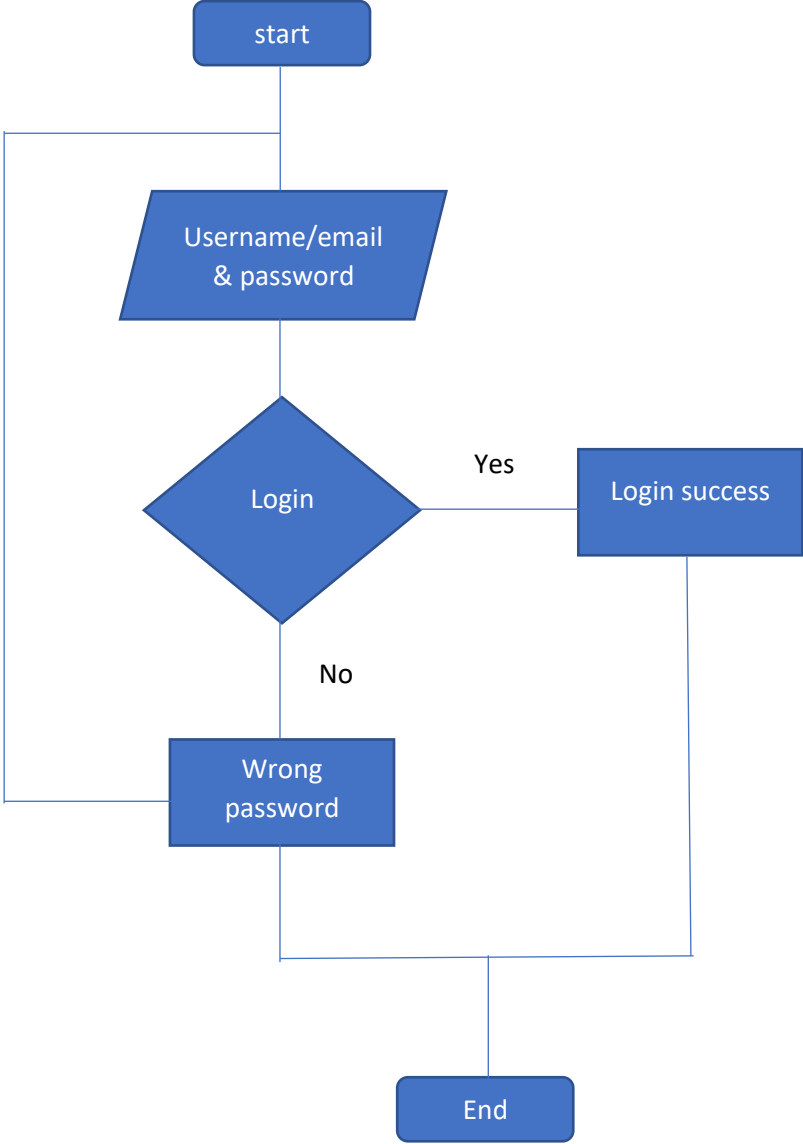 start
Username/email
& password
Login
Yes
Login success
No
Wrong
password
End